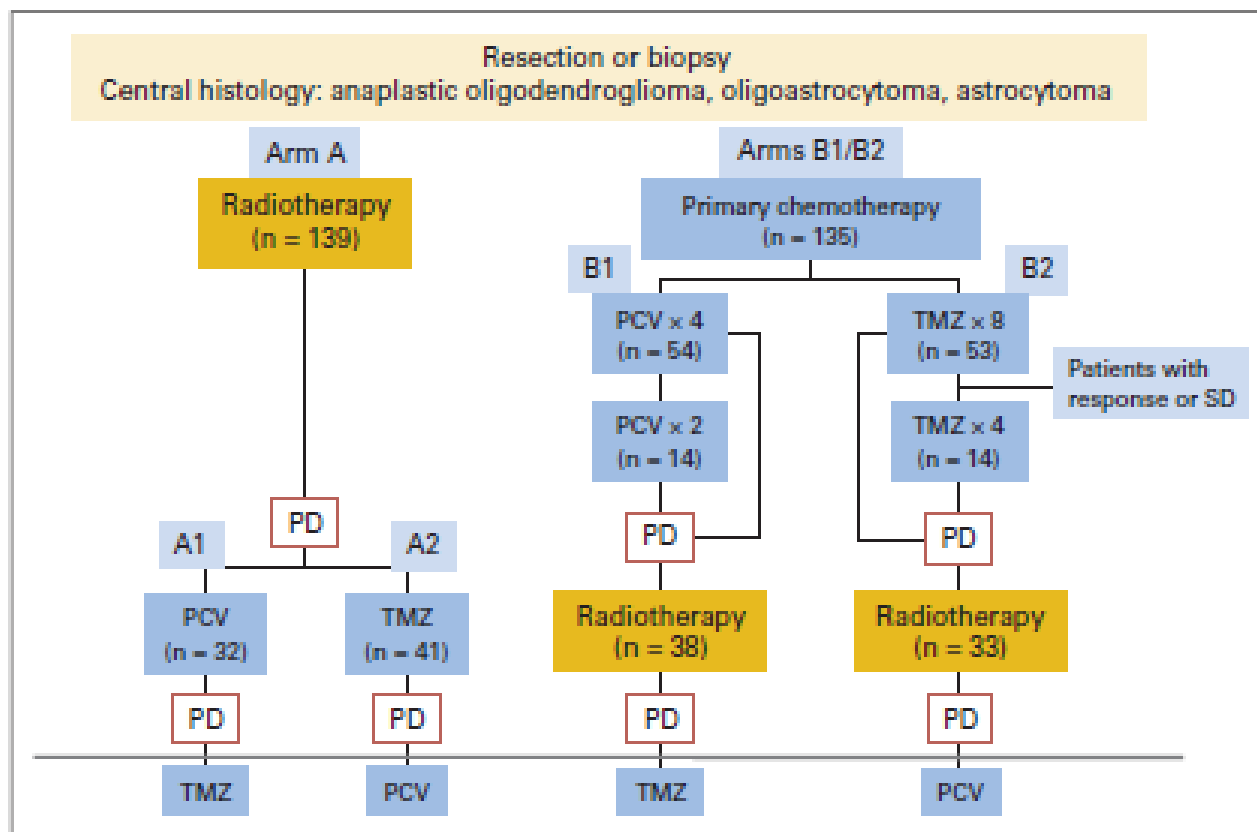 Resection or biopsy
Central histology: anaplastic oligodendroglioma, oligoastrocytoma, astrocytoma
Arm A
Radiotherapy
(n = 139)
PD
A1
A2
PCV
(n = 32)
TMZ
(n = 41)
PD
PD
TMZ
PCV
Arms B1/B2
Primary chemotherapy
(n = 135)
B1
B2
PCV × 4
(n = 54)
TMZ × 8
(n = 53)
Patients with
response or SD
PCV × 2
(n = 14)
TMZ × 4
(n = 14)
PD
PD
Radiotherapy
(n = 38)
Radiotherapy
(n = 33)
PD
PD
TMZ
PCV